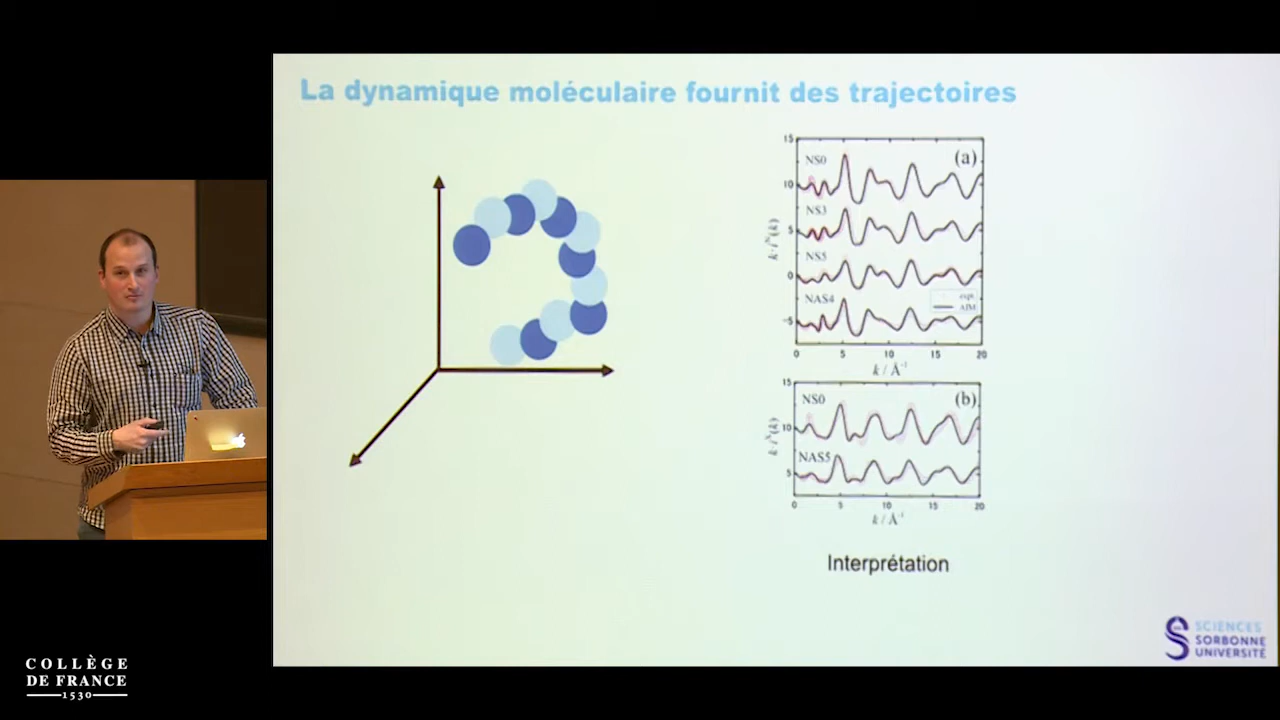 La dynamique moléculaire fournit des trajectoires
15
10
5
0
-5
k·i^N(k)
NS0
NS3
NS5
NAS4
(a)
expt.
AIM
0 5 10 15 20
k / Å⁻¹
15
10
5
k·i^N(k)
NS0
NAS5
(b)
0 5 10 15 20
k / Å⁻¹
Interprétation
SCIENCES
SORBONNE
UNIVERSITÉ
COLLÈGE
DE FRANCE
1530